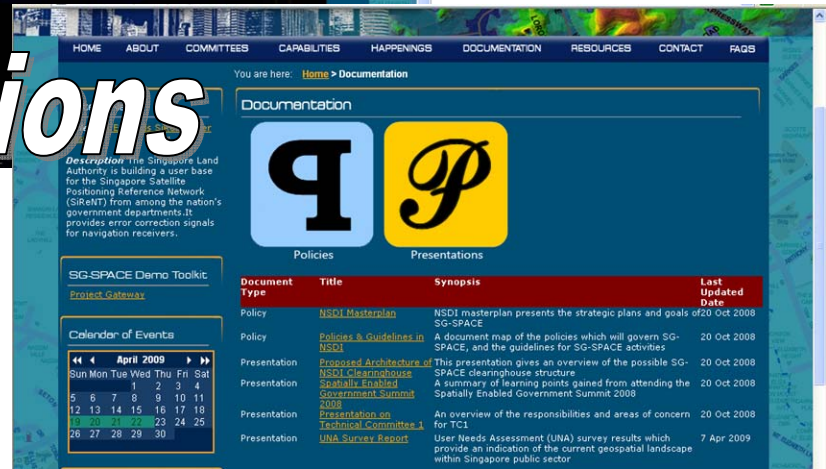 HOME ABOUT COMMITTEES CAPABILITIES HAPPENINGS DOCUMENTATION RESOURCES CONTACT FAQS
You are here: Home > Documentation
ions
Description The Singapore Land
Authority is building a user base
for the Singapore Satellite
Positioning Reference Network
(SiReNT) from among the nation's
government departments.It
provides error correction signals
for navigation receivers.
SG-SPACE Demo Toolkit
Project Gateway
Calendar of Events
April 2009
Sun Mon Tue Wed Thu Fri Sat
1 2 3 4
5 6 7 8 9 10 11
12 13 14 15 16 17 18
19 20 21 22 23 24 25
26 27 28 29 30
Documentation
P P
Policies Presentations
Document Type Title Synopsis Last Updated Date
Policy NSDI Masterplan NSDI masterplan presents the strategic plans and goals of SG-SPACE 20 Oct 2008
Policy Policies & Guidelines in NSDI A document map of the policies which will govern SG-SPACE, and the guidelines for SG-SPACE activities 20 Oct 2008
Presentation Proposed Architecture of NSDI Clearinghouse This presentation gives an overview of the possible SG-SPACE clearinghouse structure 20 Oct 2008
Presentation Spatially Enabled Government Summit 2008 A summary of learning points gained from attending the Spatially Enabled Government Summit 2008 20 Oct 2008
Presentation Presentation on Technical Committee 1 An overview of the responsibilities and areas of concern for TC1 20 Oct 2008
Presentation UNA Survey Report User Needs Assessment (UNA) survey results which provide an indication of the current geospatial landscape within Singapore public sector 7 Apr 2009